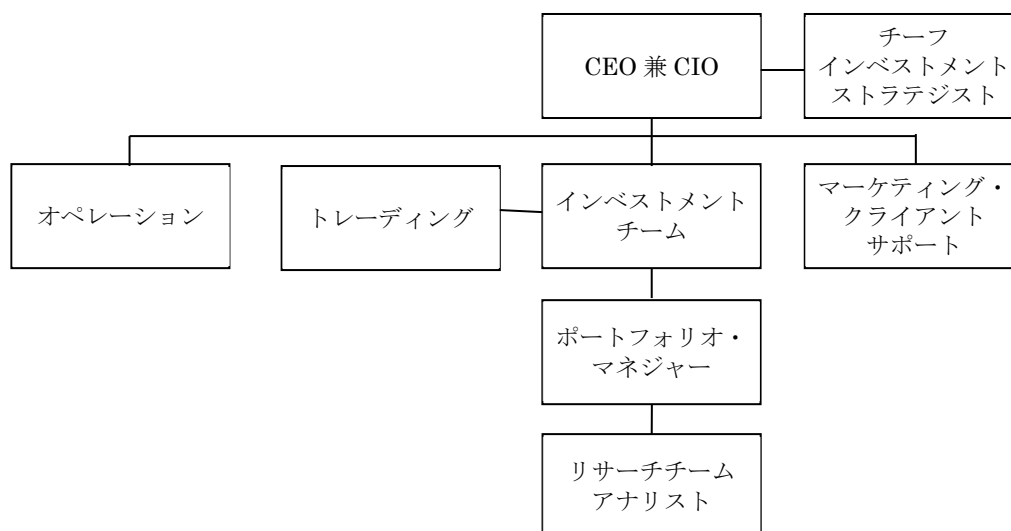 CEO 兼 CIO
チーフ
インベストメント
ストラテジスト
オペレーション
トレーディング
インベストメント
チーム
マーケティング・
クライアント
サポート
ポートフォリオ・
マネジャー
リサーチチーム
アナリスト